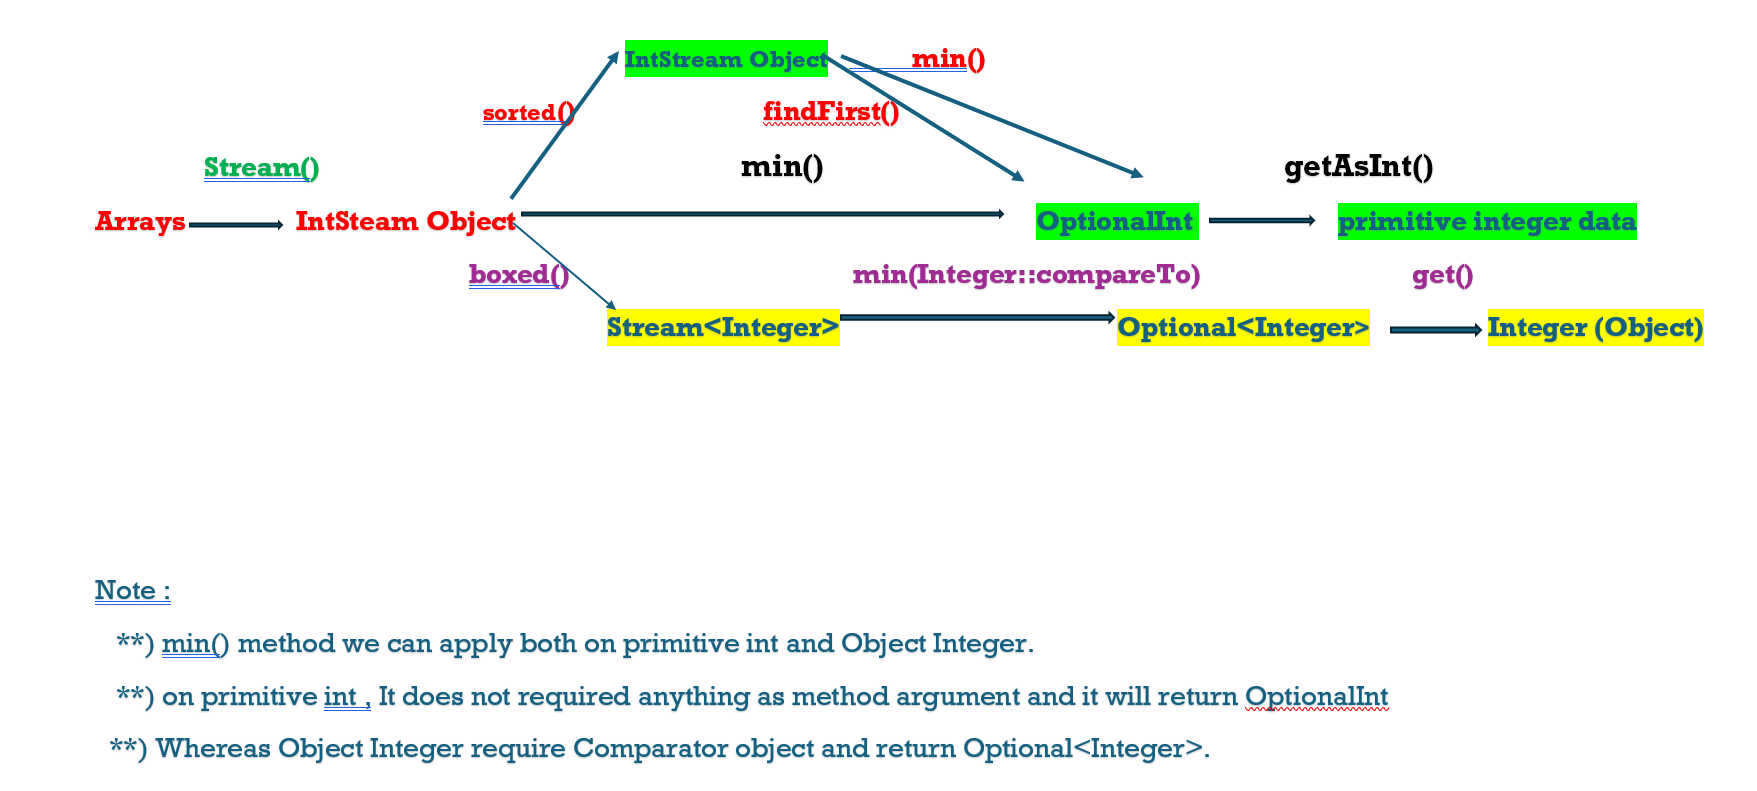 IntStream Object min()
sorted() findFirst()
Stream() min() getAsInt()
Arrays IntSteam Object OptionalInt primitive integer data
boxed() min(Integer::compareTo) get()
Stream<Integer> Optional<Integer> Integer (Object)
Note :
**) min() method we can apply both on primitive int and Object Integer.
**) on primitive int , It does not required anything as method argument and it will return OptionalInt
**) Whereas Object Integer require Comparator object and return Optional<Integer>.